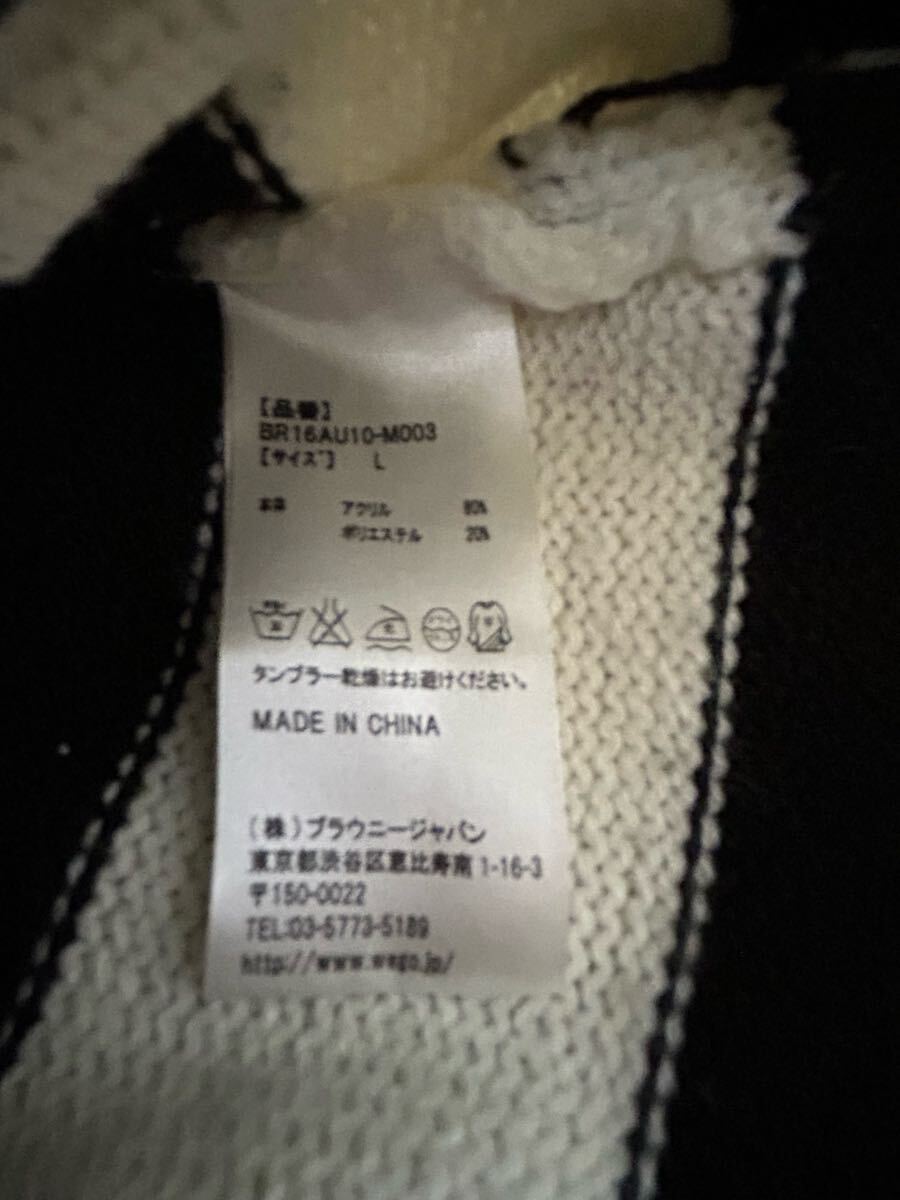 【品番】
BR16AU10-M003
【サイズ】 L
本体 アクリル 80%
ポリエステル 20%
タンブラー乾燥はお避けください。
MADE IN CHINA
(株)ブラウニージャパン
東京都渋谷区恵比寿南1-16-3
〒150-0022
TEL:03-5773-5189
http://www.wego.jp/